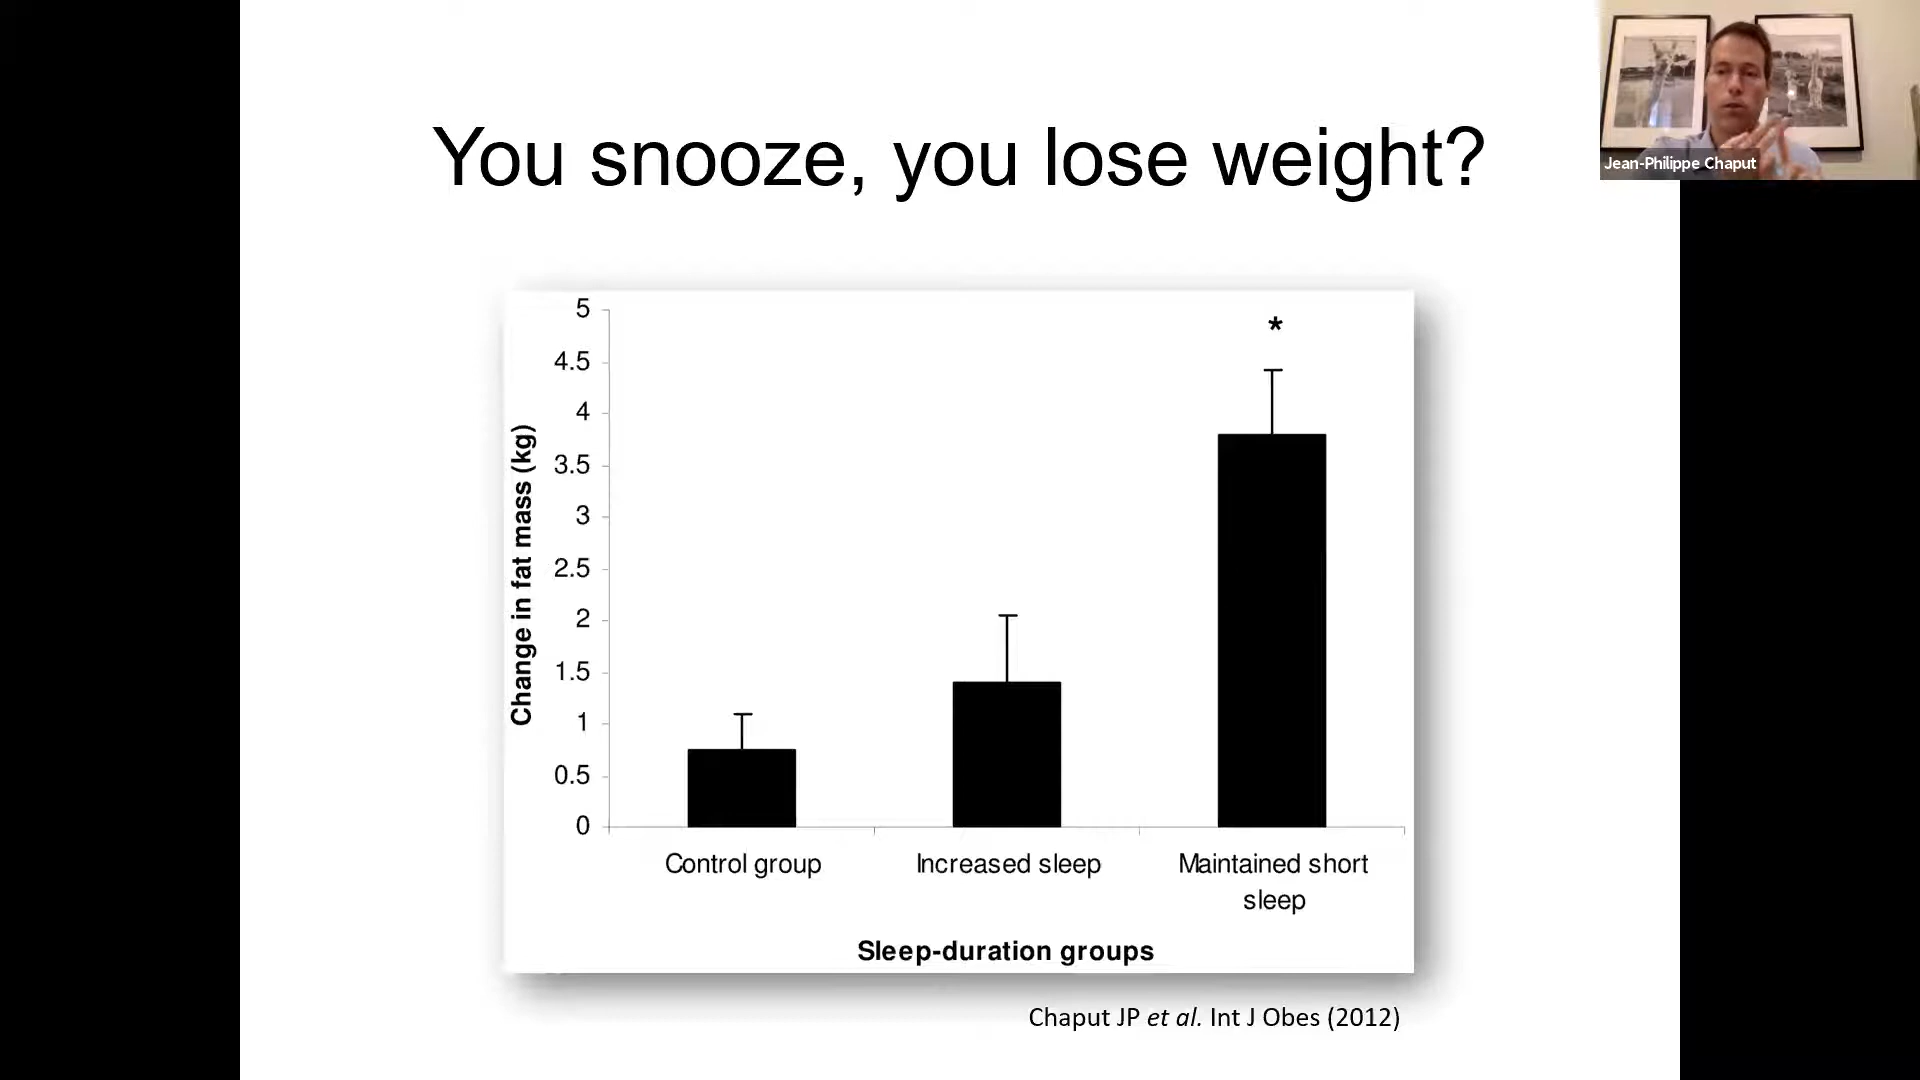 You snooze, you lose weight?
Jean-Philippe Chaput
5
4.5
4
3.5
3
2.5
2
1.5
1
0.5
0
Change in fat mass (kg)
*
Control group
Increased sleep
Maintained short
sleep
Sleep-duration groups
Chaput JP et al. Int J Obes (2012)